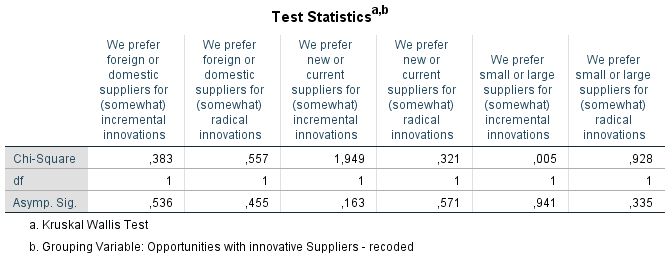 Test Statistics a,b
We prefer foreign or domestic suppliers for (somewhat) incremental innovations
We prefer foreign or domestic suppliers for (somewhat) radical innovations
We prefer new or current suppliers for (somewhat) incremental innovations
We prefer new or current suppliers for (somewhat) radical innovations
We prefer small or large suppliers for (somewhat) incremental innovations
We prefer small or large suppliers for (somewhat) radical innovations
Chi-Square ,383 ,557 1,949 ,321 ,005 ,928
df 1 1 1 1 1 1
Asymp. Sig. ,536 ,455 ,163 ,571 ,941 ,335
a. Kruskal Wallis Test
b. Grouping Variable: Opportunities with innovative Suppliers - recoded